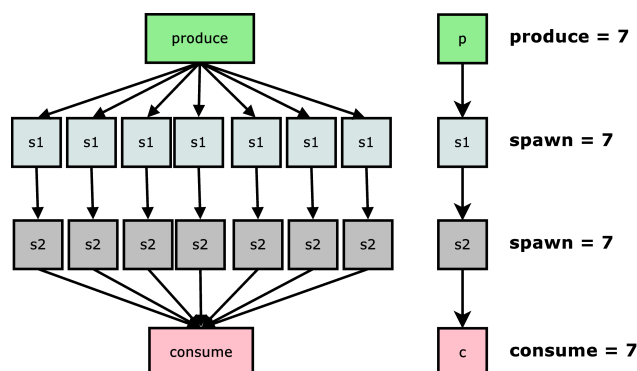 produce
p
produce = 7
s1 s1 s1 s1 s1 s1 s1
s1
spawn = 7
s2 s2 s2 s2 s2 s2 s2
s2
spawn = 7
consume
c
consume = 7